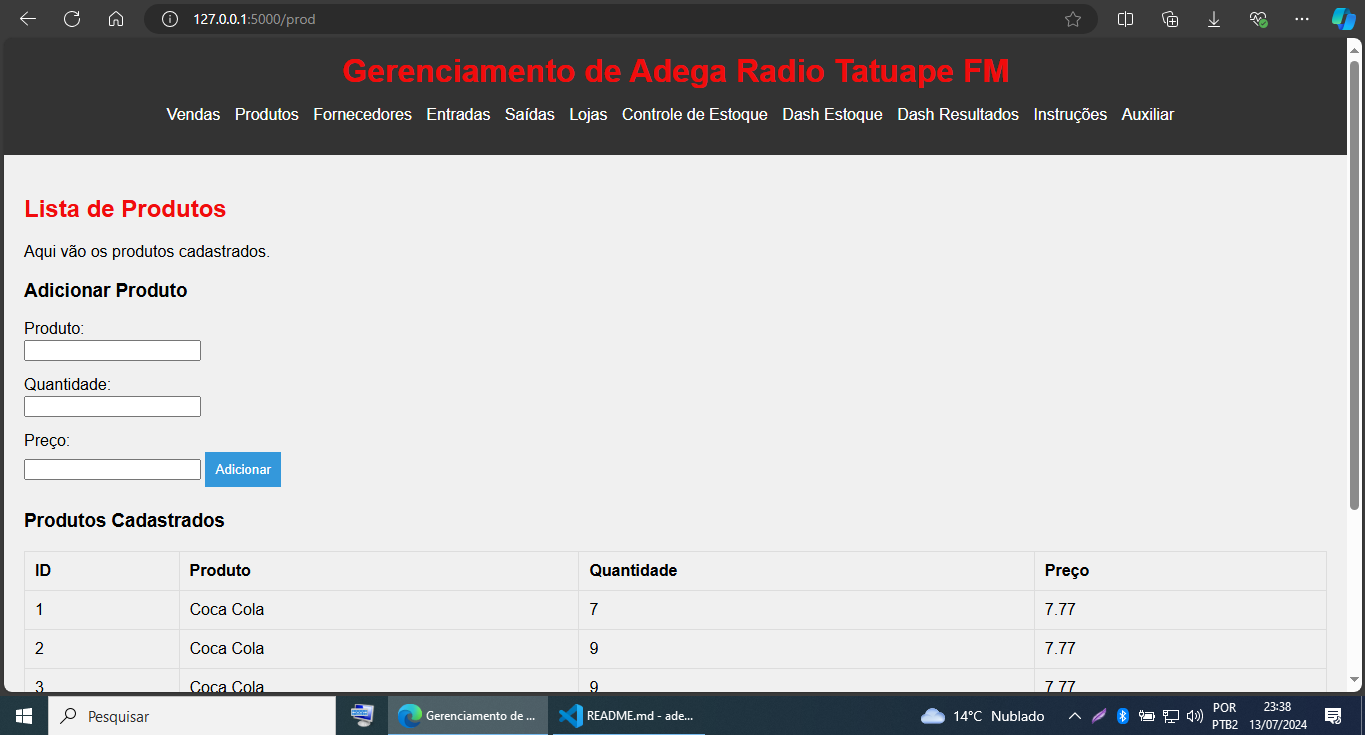 127.0.0.1:5000/prod
Gerenciamento de Adega Radio Tatuape FM
Vendas Produtos Fornecedores Entradas Saídas Lojas Controle de Estoque Dash Estoque Dash Resultados Instruções Auxiliar
Lista de Produtos
Aqui vão os produtos cadastrados.
Adicionar Produto
Produto:
Quantidade:
Preço:
Adicionar
Produtos Cadastrados
ID Produto Quantidade Preço
1 Coca Cola 7 7.77
2 Coca Cola 9 7.77
3 Coca Cola 9 7.77
Pesquisar Gerenciamento de ... README.md - ade... 14°C Nublado POR 23:38
PTB2 13/07/2024